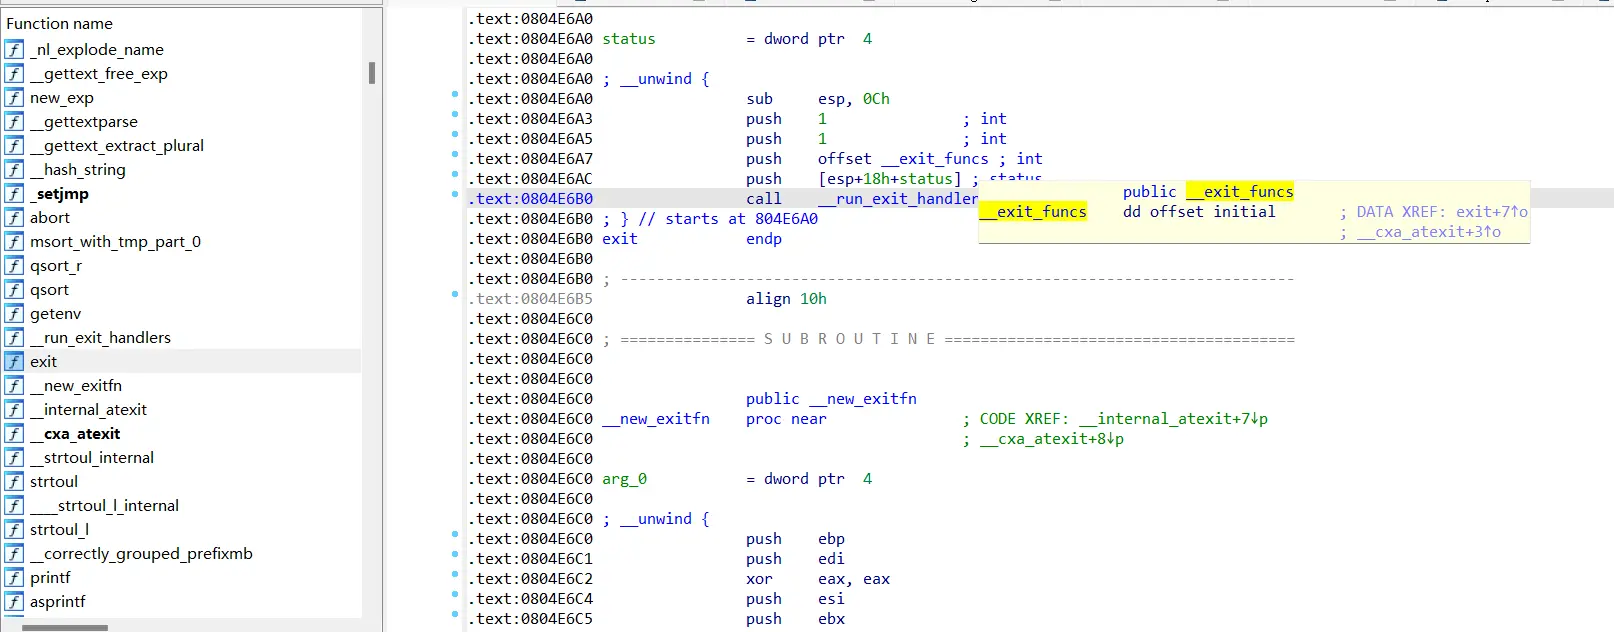 Function name
_nl_explode_name
__gettext_free_exp
new_exp
__gettextparse
__gettext_extract_plural
__hash_string
_setjmp
abort
msort_with_tmp_part_0
qsort_r
qsort
getenv
__run_exit_handlers
exit
__new_exitfn
__internal_atexit
__cxa_atexit
__strtoul_internal
strtoul
____strtoul_l_internal
strtoul_l
__correctly_grouped_prefixmb
printf
asprintf
.text:0804E6A0
.text:0804E6A0 status = dword ptr 4
.text:0804E6A0
.text:0804E6A0 ; __unwind {
.text:0804E6A0 sub esp, 0Ch
.text:0804E6A3 push 1 ; int
.text:0804E6A5 push 1 ; int
.text:0804E6A7 push offset __exit_funcs ; int
.text:0804E6AC push [esp+18h+status] ; status
.text:0804E6B0 call __run_exit_handler
.text:0804E6B0 ; } // starts at 804E6A0
.text:0804E6B0 exit endp
.text:0804E6B0
.text:0804E6B0 ; ---------------------------------------------------------------------------
.text:0804E6B5 align 10h
.text:0804E6C0
.text:0804E6C0 ; =============== S U B R O U T I N E =======================================
.text:0804E6C0
.text:0804E6C0
.text:0804E6C0 public __new_exitfn
.text:0804E6C0 __new_exitfn proc near ; CODE XREF: __internal_atexit+7↓p
.text:0804E6C0 ; __cxa_atexit+8↓p
.text:0804E6C0
.text:0804E6C0 arg_0 = dword ptr 4
.text:0804E6C0
.text:0804E6C0 ; __unwind {
.text:0804E6C0 push ebp
.text:0804E6C1 push edi
.text:0804E6C2 xor eax, eax
.text:0804E6C4 push esi
.text:0804E6C5 push ebx
public __exit_funcs
__exit_funcs dd offset initial ; DATA XREF: exit+7↑o
; __cxa_atexit+3↑o